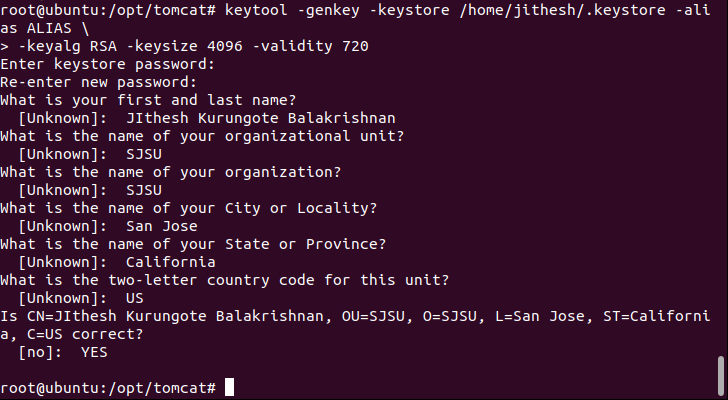 root@ubuntu:/opt/tomcat# keytool -genkey -keystore /home/jithesh/.keystore -ali
as ALIAS \
> -keyalg RSA -keysize 4096 -validity 720
Enter keystore password:
Re-enter new password:
What is your first and last name?
  [Unknown]:  JIthesh Kurungote Balakrishnan
What is the name of your organizational unit?
  [Unknown]:  SJSU
What is the name of your organization?
  [Unknown]:  SJSU
What is the name of your City or Locality?
  [Unknown]:  San Jose
What is the name of your State or Province?
  [Unknown]:  California
What is the two-letter country code for this unit?
  [Unknown]:  US
Is CN=JIthesh Kurungote Balakrishnan, OU=SJSU, O=SJSU, L=San Jose, ST=Californi
a, C=US correct?
  [no]:  YES
root@ubuntu:/opt/tomcat#